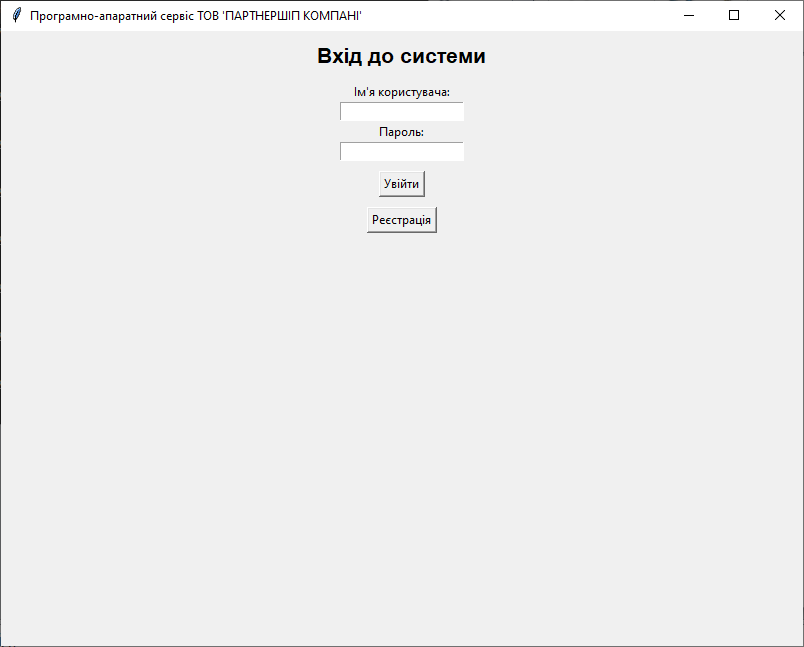 Програмно-апаратний сервіс ТОВ 'ПАРТНЕРШІП КОМПАНІ'
Вхід до системи
Ім'я користувача:
Пароль:
Увійти
Реєстрація